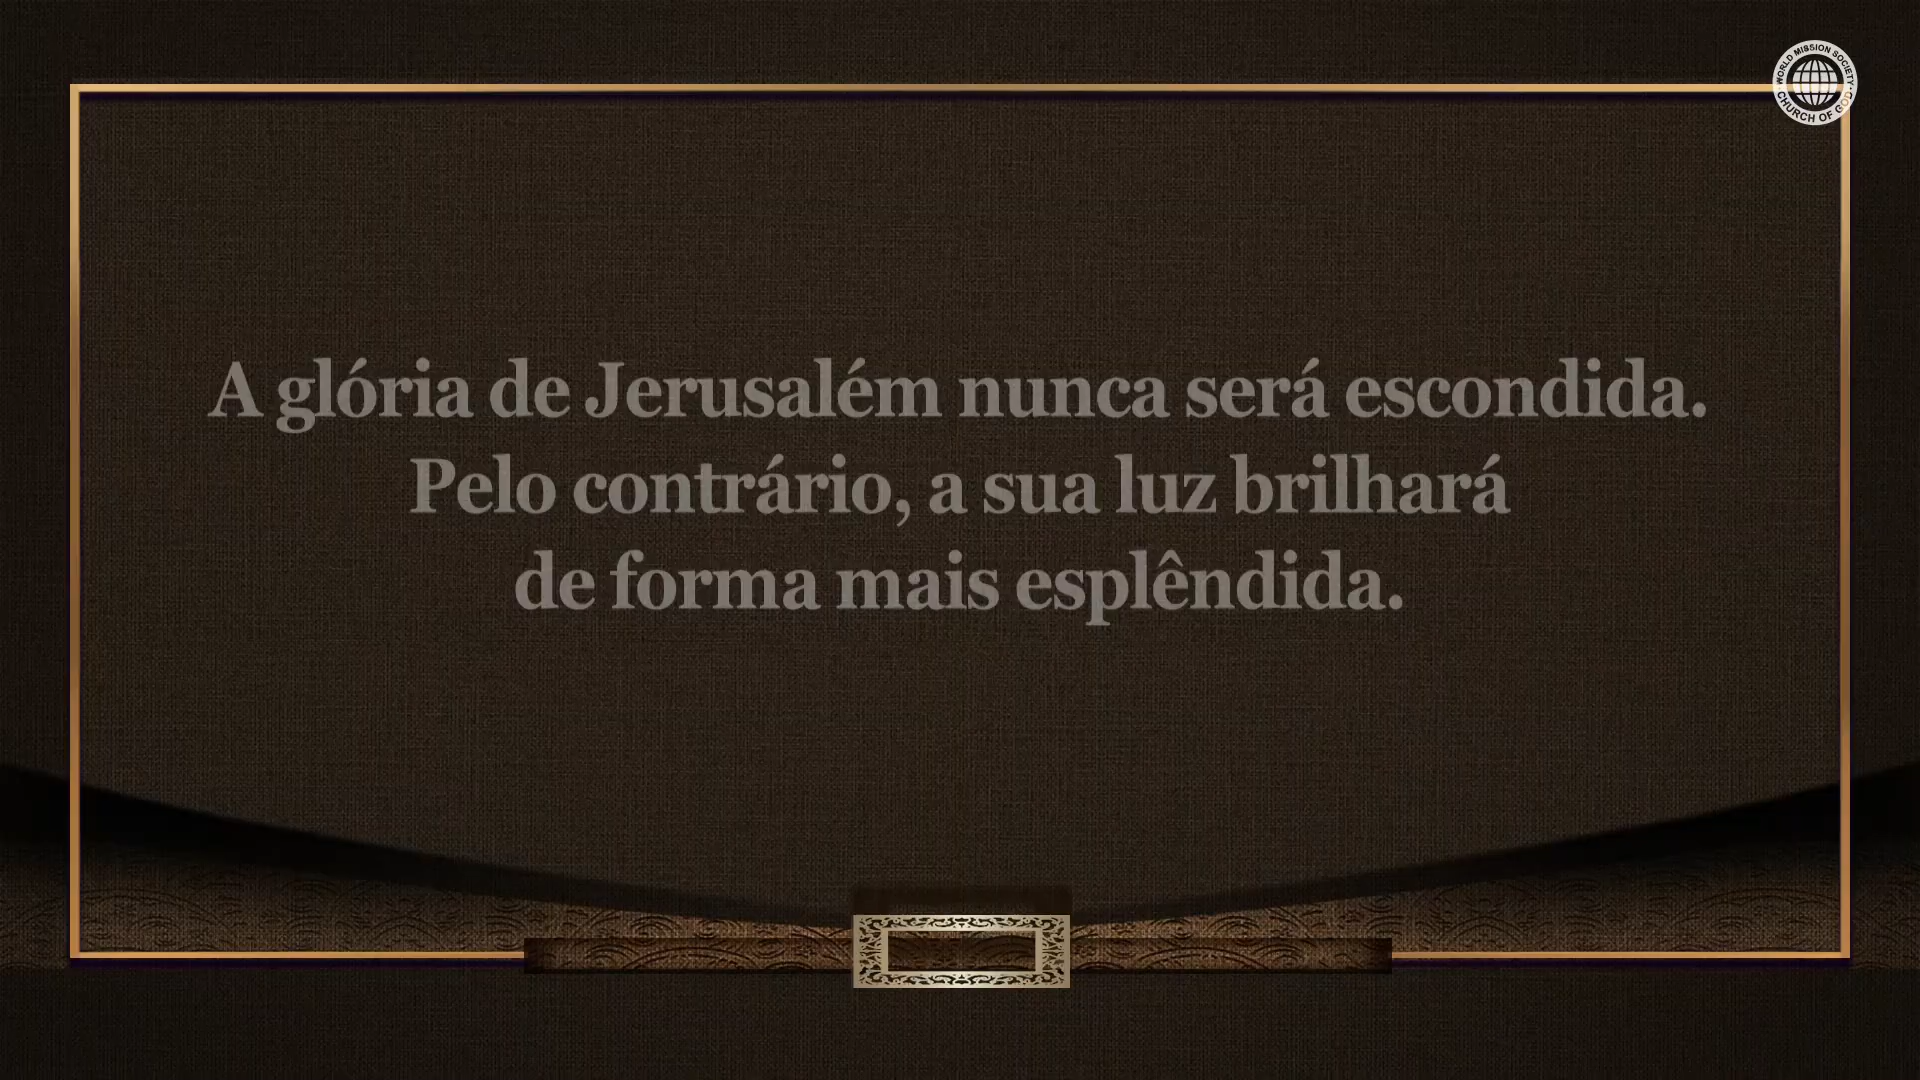 WORLD MISSION SOCIETY
CHURCH OF GOD
A glória de Jerusalém nunca será escondida.
Pelo contrário, a sua luz brilhará
de forma mais esplêndida.